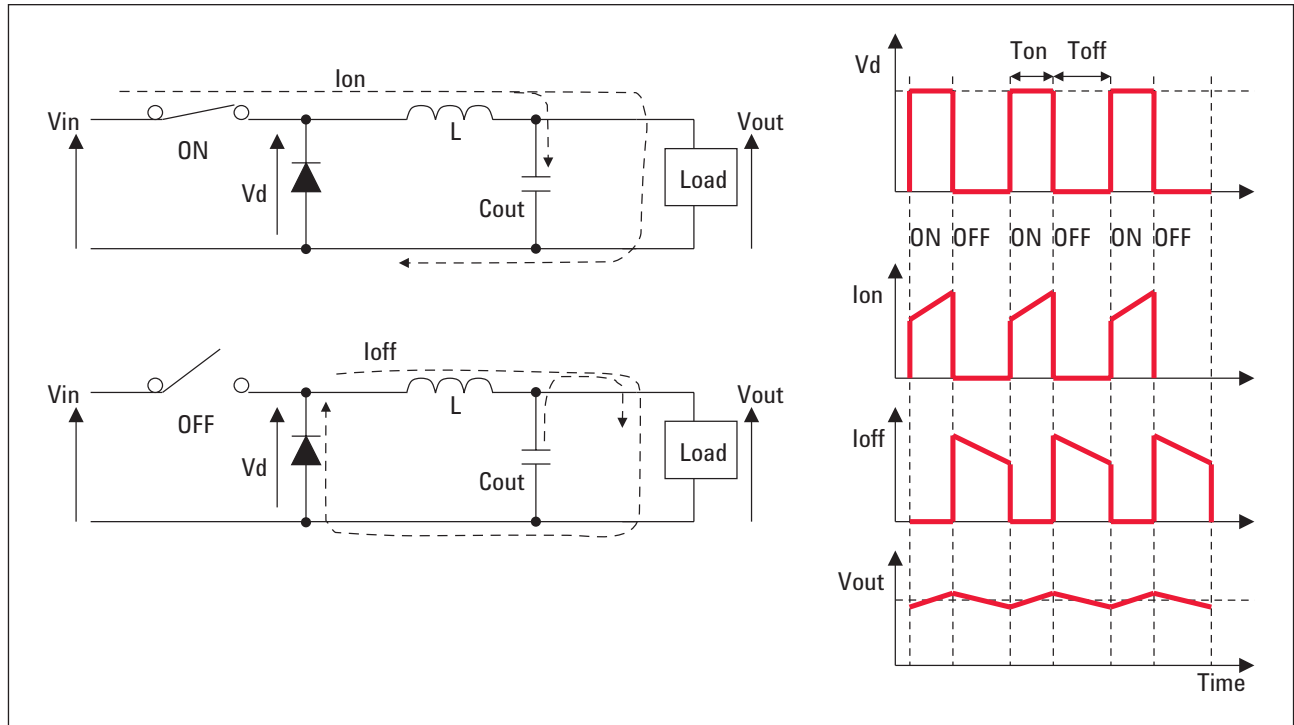 Ion
Vin
ON
Vd
L
Cout
Load
Vout
Ioff
Vin
OFF
Vd
L
Cout
Load
Vout
Ton Toff
Vd
ON OFF ON OFF ON OFF
Ion
Ioff
Vout
Time